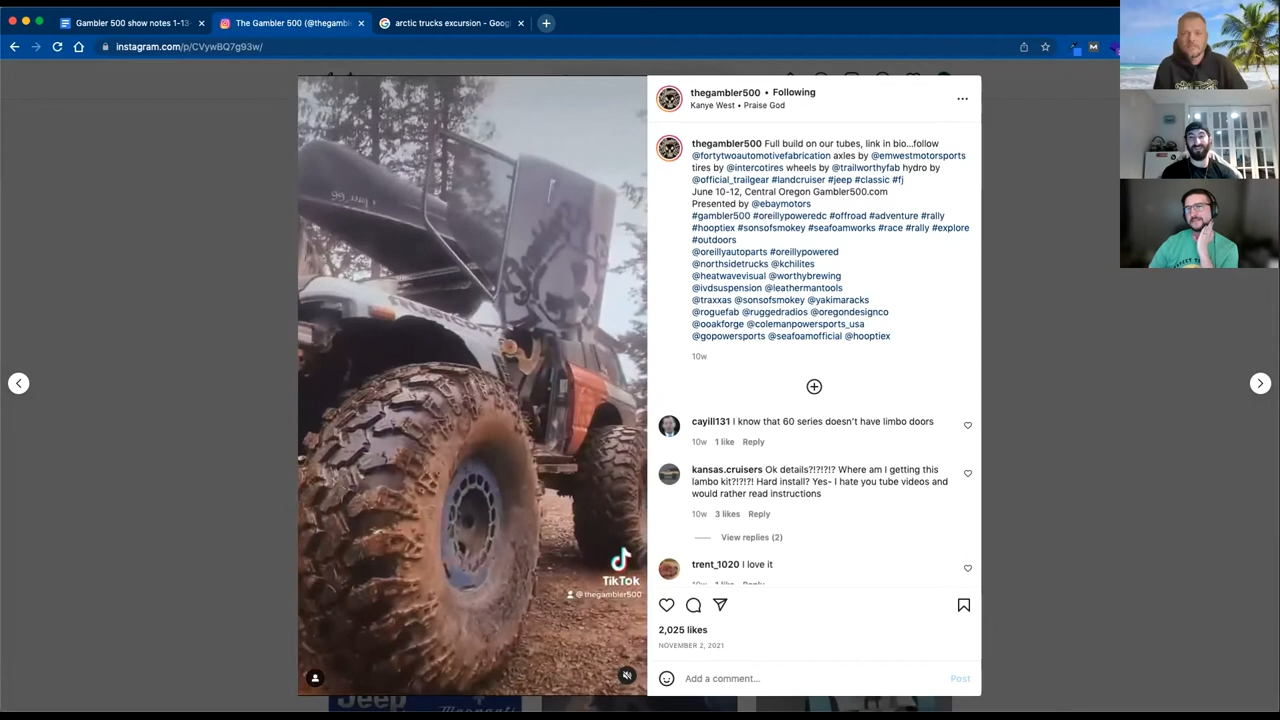 Gambler 500 show notes 1-13-
The Gambler 500 (@thegambl
arctic trucks excursion - Goog
instagram.com/p/CVywBQ7g93w/
thegambler500 • Following
Kanye West • Praise God
thegambler500 Full build on our tubes, link in bio...follow
@fortytwoautomotivefabrication axles by @emwestmotorsports
tires by @intercotires wheels by @trailworthyfab hydro by
@official_trailgear #landcruiser #jeep #classic #fj
June 10-12, Central Oregon Gambler500.com
Presented by @ebaymotors
#gambler500 #oreillypoweredc #offroad #adventure #rally
#hooptiex #sonsofsmokey #seafoamworks #race #rally #explore
#outdoors
@oreillyautoparts #oreillypowered
@northsidetrucks @kchilites
@heatwavevisual @worthybrewing
@ivdsuspension @leathermantools
@traxxas @sonsofsmokey @yakimaracks
@roguefab @ruggedradios @oregondesignco
@ooakforge @colemanpowersports_usa
@gopowersports @seafoamofficial @hooptiex
10w
cayill131 I know that 60 series doesn't have limbo doors
10w 1 like Reply
kansas.cruisers Ok details?!?!?!? Where am I getting this
lambo kit?!?!?! Hard install? Yes- I hate you tube videos and
would rather read instructions
10w 3 likes Reply
View replies (2)
trent_1020 I love it
10w 1 like Reply
2,025 likes
NOVEMBER 2, 2021
Add a comment... Post
TikTok
@thegambler500
Jeep